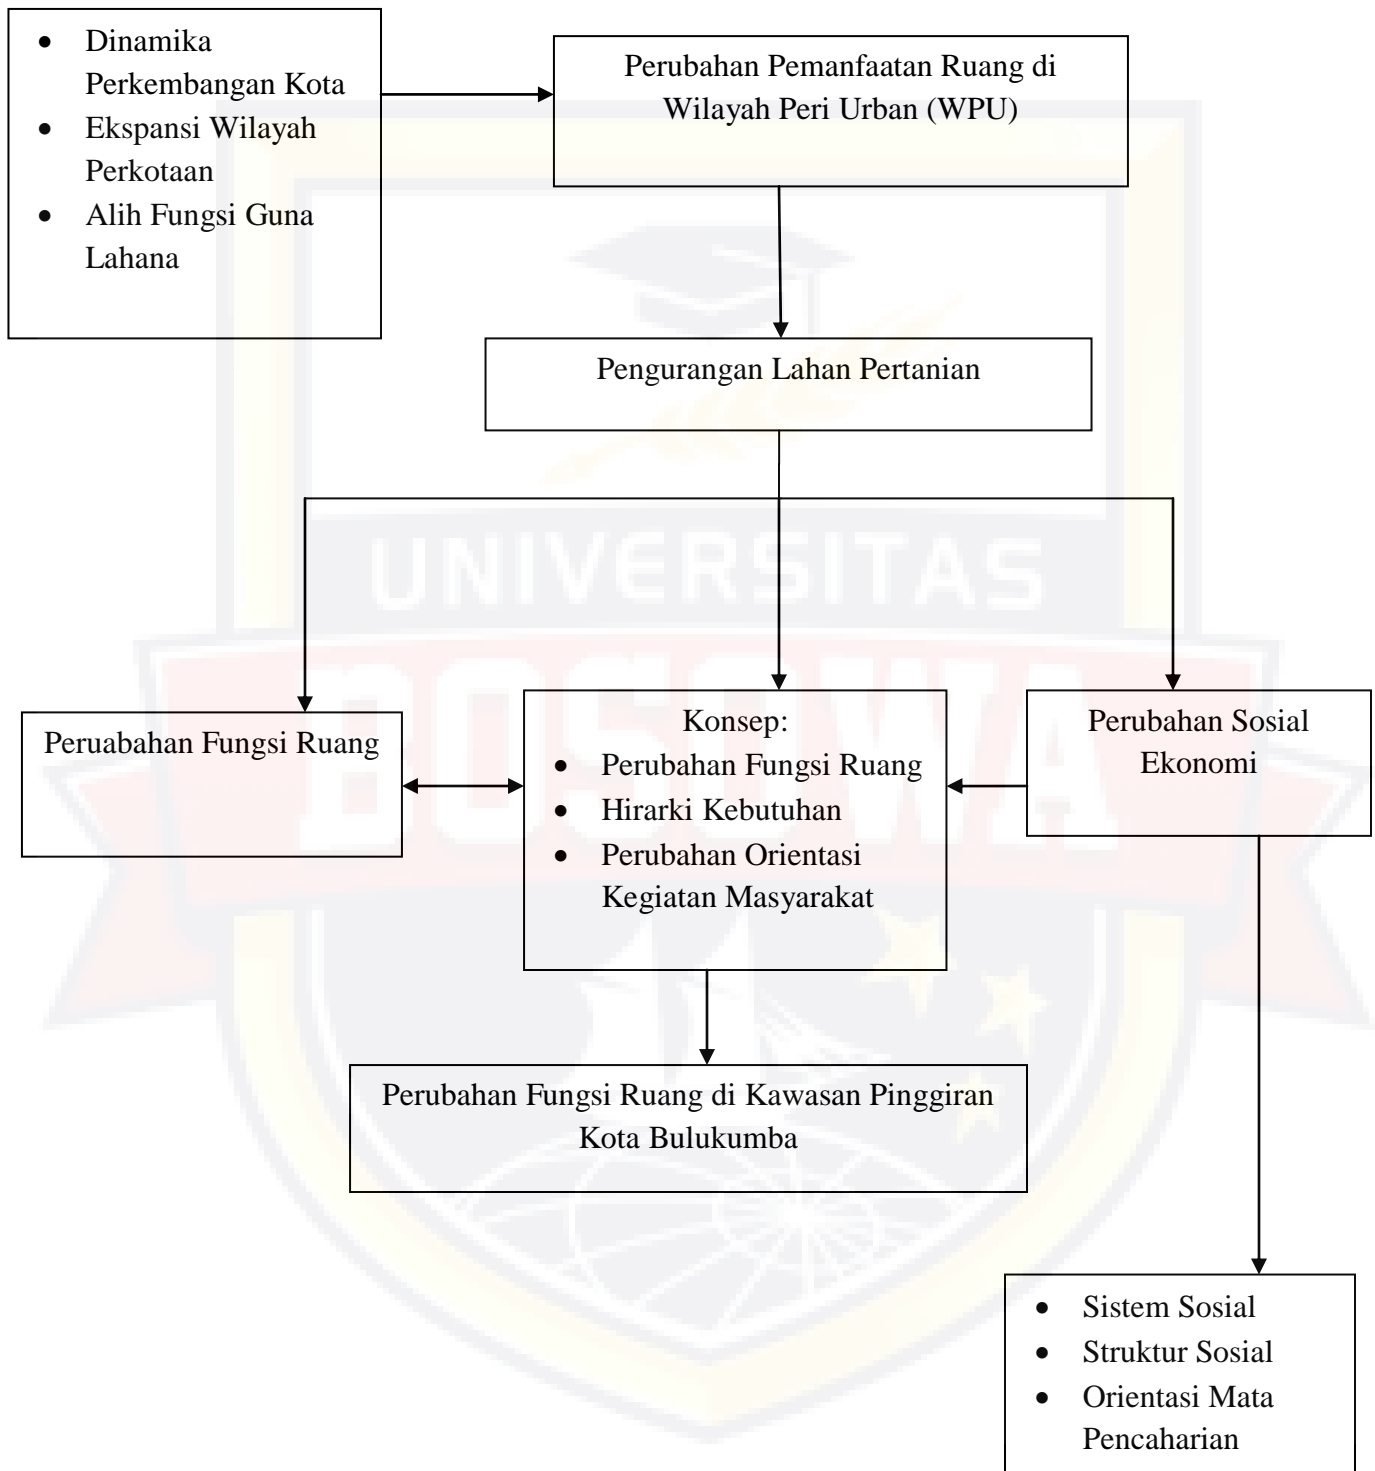 • Dinamika
Perkembangan Kota
• Ekspansi Wilayah
Perkotaan
• Alih Fungsi Guna
Lahana
Perubahan Pemanfaatan Ruang di
Wilayah Peri Urban (WPU)
Pengurangan Lahan Pertanian
UNIVERSITAS
BOSOWA
Peruabahan Fungsi Ruang
Konsep:
• Perubahan Fungsi Ruang
• Hirarki Kebutuhan
• Perubahan Orientasi
Kegiatan Masyarakat
Perubahan Sosial
Ekonomi
Perubahan Fungsi Ruang di Kawasan Pinggiran
Kota Bulukumba
• Sistem Sosial
• Struktur Sosial
• Orientasi Mata
Pencaharian